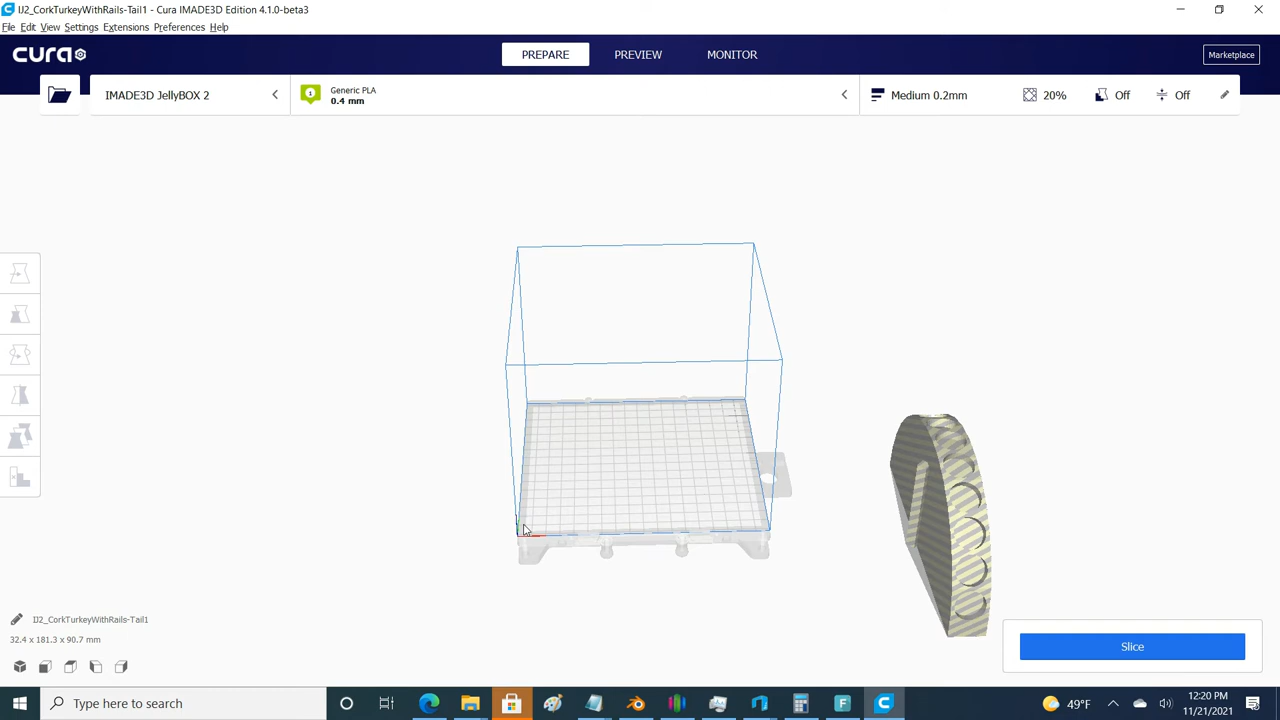 IJ2_CorkTurkeyWithRails-Tail1 - Cura IMADE3D Edition 4.1.0-beta3
File Edit View Settings Extensions Preferences Help
cura
PREPARE
PREVIEW
MONITOR
Marketplace
IMADE3D JellyBOX 2
1
Generic PLA
0.4 mm
Medium 0.2mm
20%
Off
Off
IJ2_CorkTurkeyWithRails-Tail1
32.4 x 181.3 x 90.7 mm
Slice
Type here to search
49°F
12:20 PM
11/21/2021